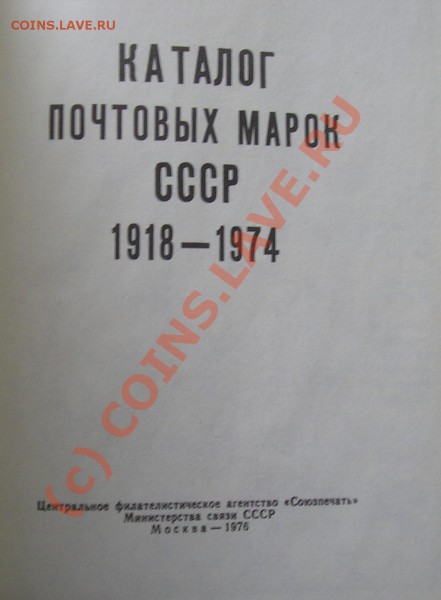 COINS.LAVE.RU
КАТАЛОГ
ПОЧТОВЫХ МАРОК
СССР
1918—1974
(c) COINS.LAVE.RU
Центральное филателистическое агентство «Союзпечать»
Министерства связи СССР
Москва—1976